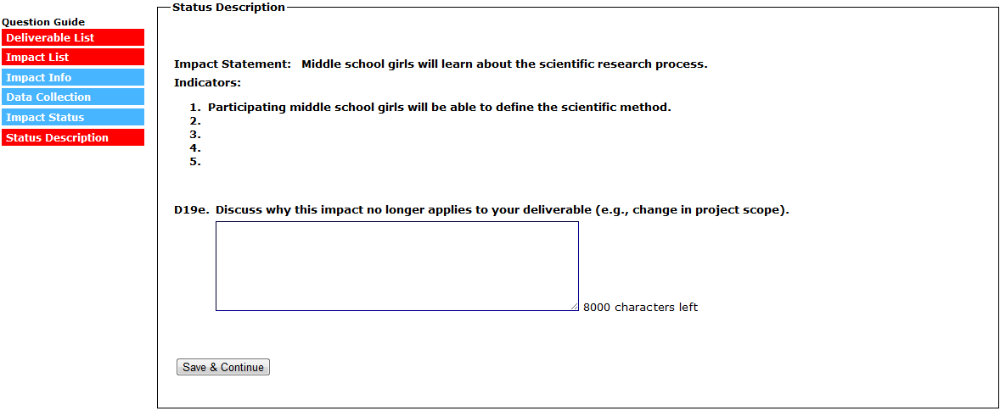 Question Guide
Deliverable List
Impact List
Impact Info
Data Collection
Impact Status
Status Description
Status Description
Impact Statement: Middle school girls will learn about the scientific research process.
Indicators:
1. Participating middle school girls will be able to define the scientific method.
2.
3.
4.
5.
D19e. Discuss why this impact no longer applies to your deliverable (e.g., change in project scope).
8000 characters left
Save & Continue